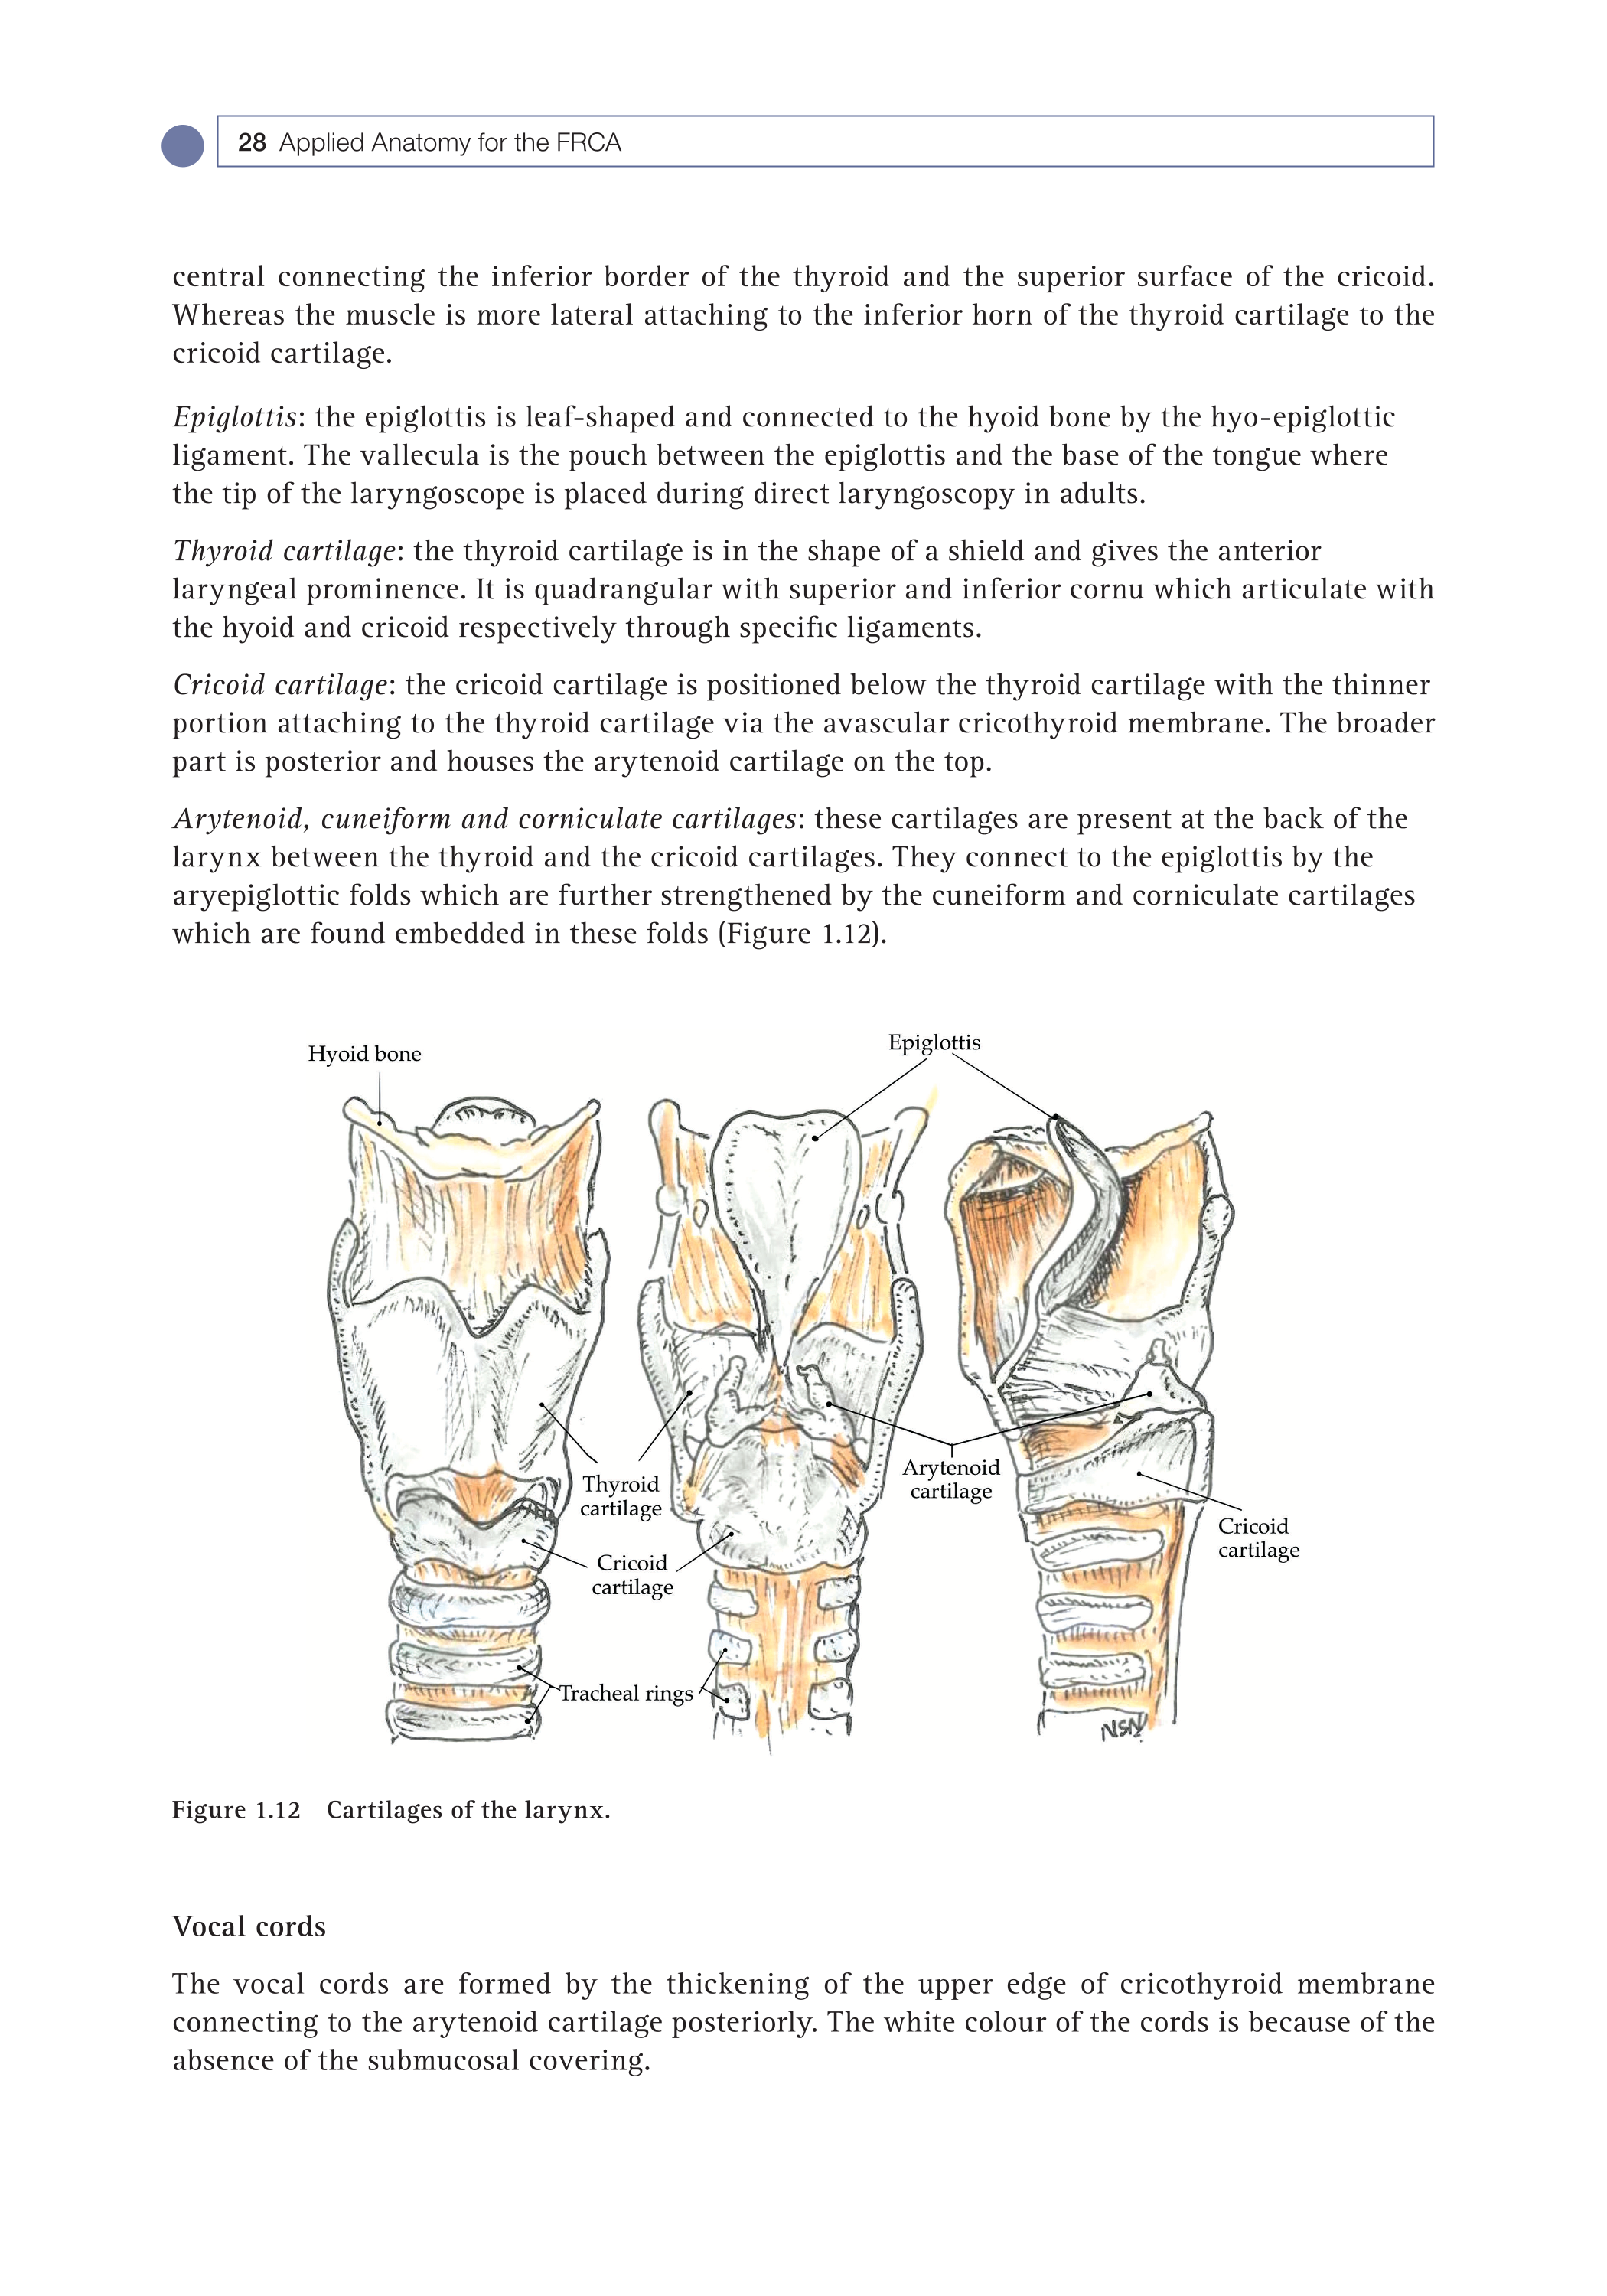 28 Applied Anatomy for the FRCA
central connecting the inferior border of the thyroid and the superior surface of the cricoid.
Whereas the muscle is more lateral attaching to the inferior horn of the thyroid cartilage to the
cricoid cartilage.
Epiglottis: the epiglottis is leaf-shaped and connected to the hyoid bone by the hyo-epiglottic
ligament. The vallecula is the pouch between the epiglottis and the base of the tongue where
the tip of the laryngoscope is placed during direct laryngoscopy in adults.
Thyroid cartilage: the thyroid cartilage is in the shape of a shield and gives the anterior
laryngeal prominence. It is quadrangular with superior and inferior cornu which articulate with
the hyoid and cricoid respectively through specific ligaments.
Cricoid cartilage: the cricoid cartilage is positioned below the thyroid cartilage with the thinner
portion attaching to the thyroid cartilage via the avascular cricothyroid membrane. The broader
part is posterior and houses the arytenoid cartilage on the top.
Arytenoid, cuneiform and corniculate cartilages: these cartilages are present at the back of the
larynx between the thyroid and the cricoid cartilages. They connect to the epiglottis by the
aryepiglottic folds which are further strengthened by the cuneiform and corniculate cartilages
which are found embedded in these folds (Figure 1.12).
Epiglottis
Hyoid bone
Thyroid
cartilage
Arytenoid
cartilage
Cricoid
cartilage
Cricoid
cartilage
Tracheal rings
NSN
Figure 1.12 Cartilages of the larynx.
Vocal cords
The vocal cords are formed by the thickening of the upper edge of cricothyroid membrane
connecting to the arytenoid cartilage posteriorly. The white colour of the cords is because of the
absence of the submucosal covering.